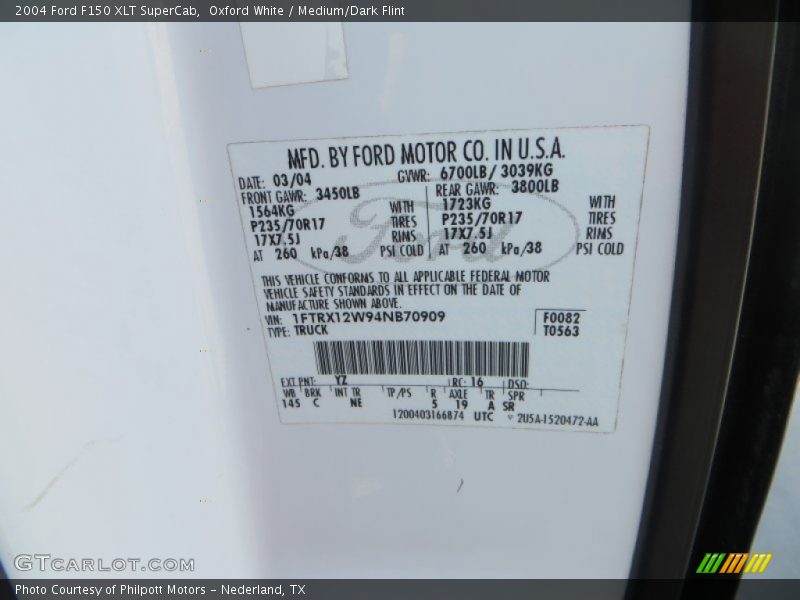 2004 Ford F150 XLT SuperCab,  Oxford White / Medium/Dark Flint
MFD. BY FORD MOTOR CO. IN U.S.A.
DATE: 03/04 GVWR: 6700LB/ 3039KG
FRONT GAWR: 3450LB REAR GAWR: 3800LB
1564KG WITH 1723KG WITH
P235/70R17 TIRES P235/70R17 TIRES
17X7.5J RIMS 17X7.5J RIMS
AT 260 kPa/38 PSI COLD AT 260 kPa/38 PSI COLD
Ford
THIS VEHICLE CONFORMS TO ALL APPLICABLE FEDERAL MOTOR
VEHICLE SAFETY STANDARDS IN EFFECT ON THE DATE OF
MANUFACTURE SHOWN ABOVE.
VIN: 1FTRX12W94NB70909 F0082
TYPE: TRUCK T0563
EXT PNT: YZ RC: 16 DSO:
WB BRK INT TR TP/PS R AXLE TR SPR
145 C NE 5 19 A SR
1200403166874 UTC 2U5A-1520472-AA
GTCARLOT.COM
Photo Courtesy of Philpott Motors - Nederland, TX